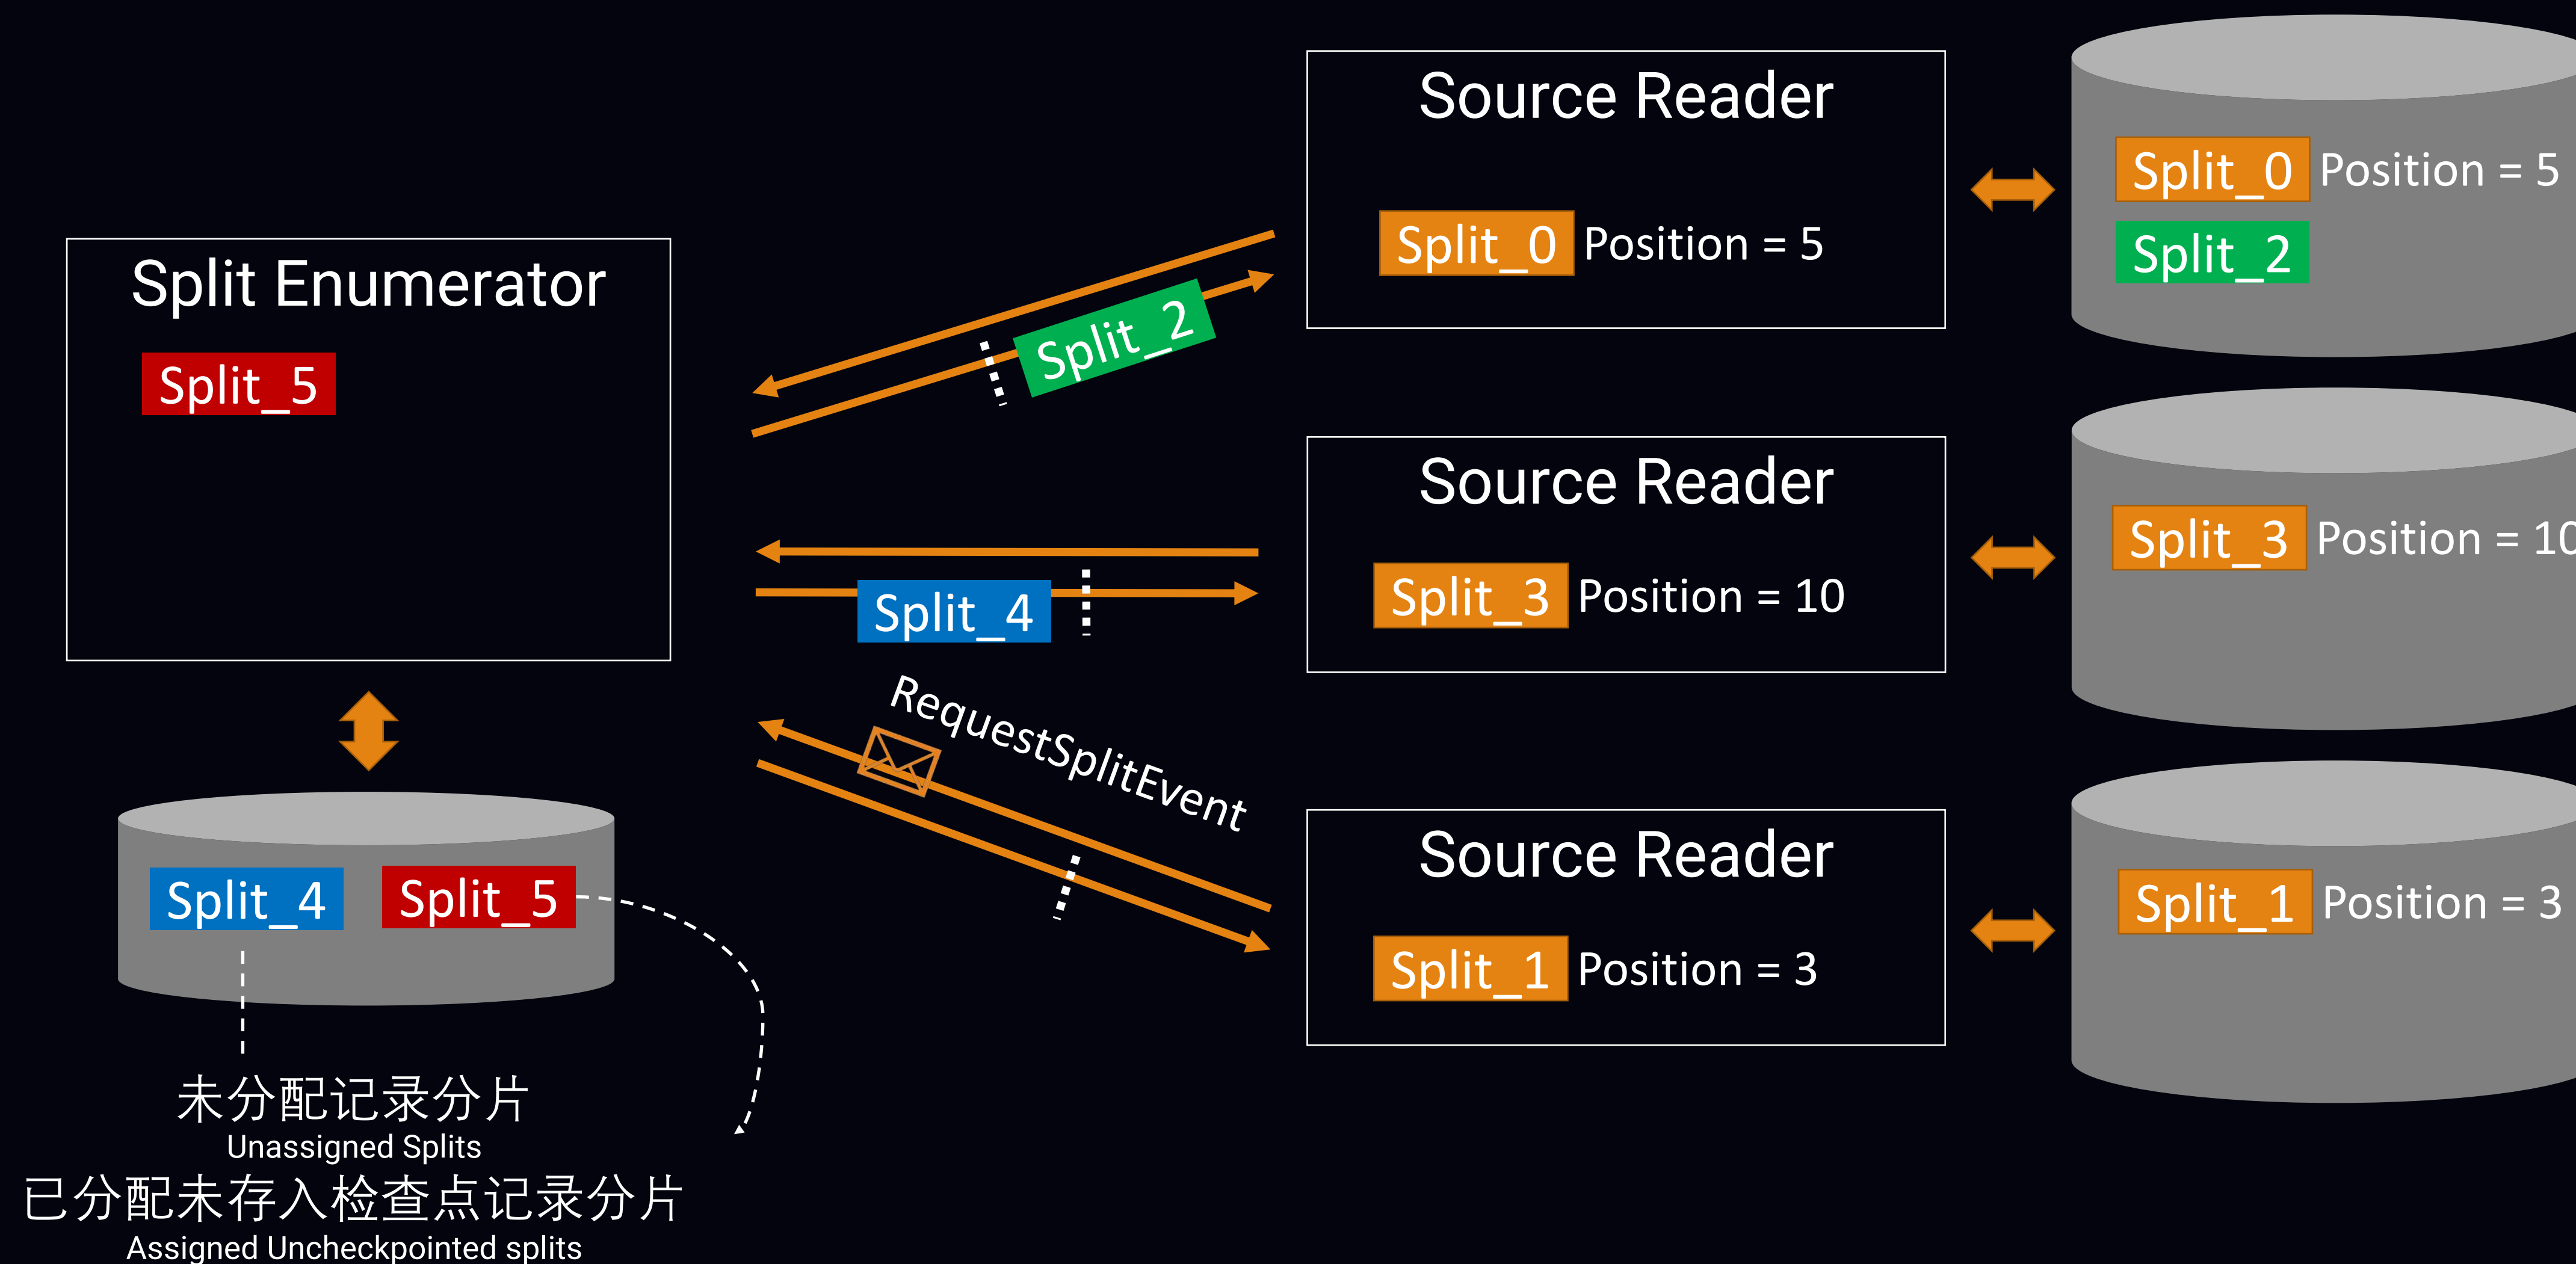 Split Enumerator
Split_5
Split_4 Split_5
未分配记录分片
Unassigned Splits
已分配未存入检查点记录分片
Assigned Uncheckpointed splits
Split_2
Split_4
RequestSplitEvent
Source Reader
Split_0 Position = 5
Source Reader
Split_3 Position = 10
Source Reader
Split_1 Position = 3
Split_0 Position = 5
Split_2
Split_3 Position = 10
Split_1 Position = 3